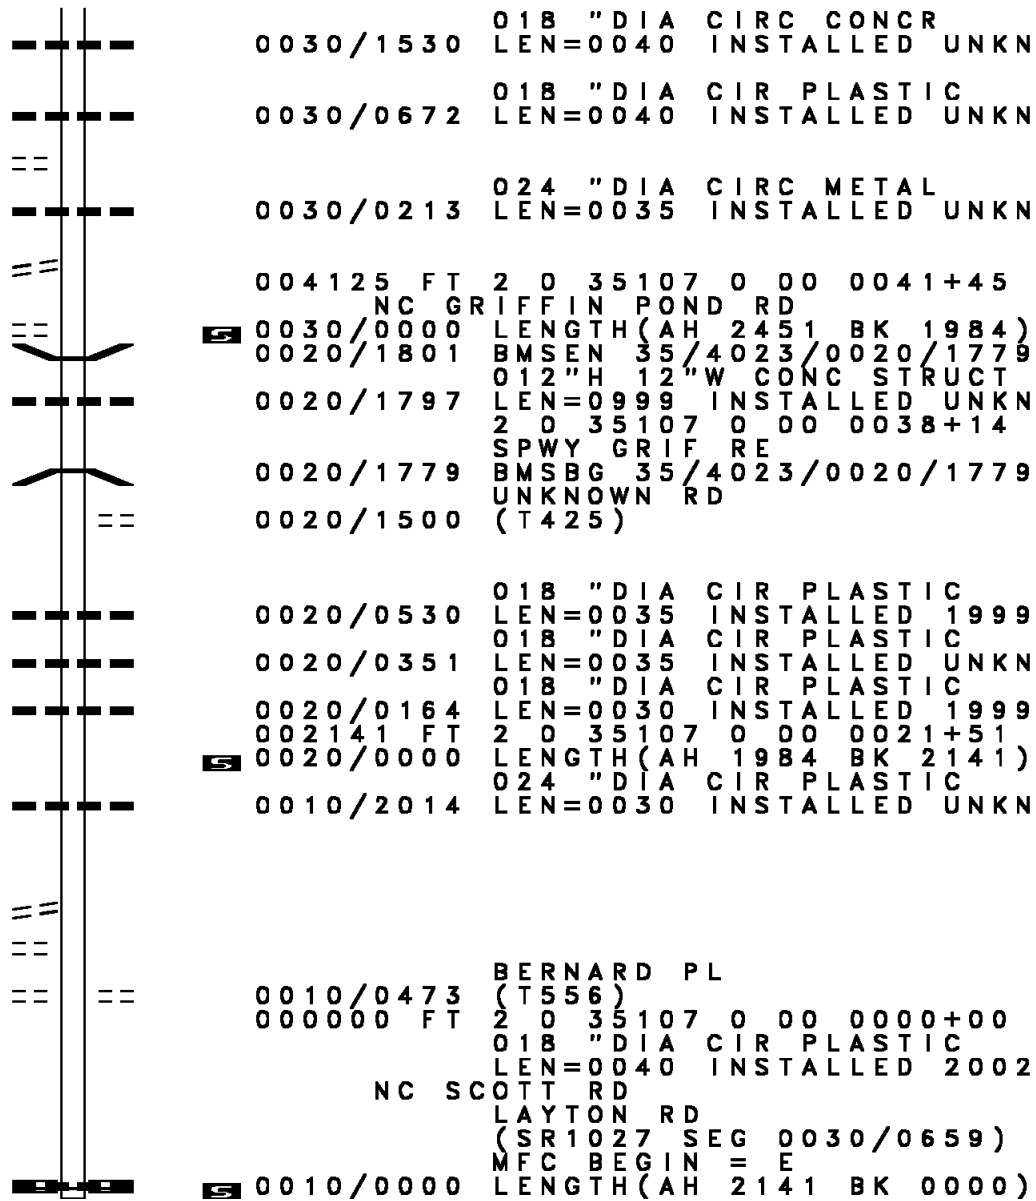 018 "DIA CIRC CONCR
0030/1530 LEN=0040 INSTALLED UNKN
018 "DIA CIR PLASTIC
0030/0672 LEN=0040 INSTALLED UNKN
024 "DIA CIRC METAL
0030/0213 LEN=0035 INSTALLED UNKN
004125 FT 2 0 35107 0 00 0041+45
NC GRIFFIN POND RD
S 0030/0000 LENGTH(AH 2451 BK 1984)
0020/1801 BMSEN 35/4023/0020/1779
012"H 12"W CONC STRUCT
0020/1797 LEN=0999 INSTALLED UNKN
2 0 35107 0 00 0038+14
SPWY GRIF RE
0020/1779 BMSBG 35/4023/0020/1779
UNKNOWN RD
0020/1500 (T425)
018 "DIA CIR PLASTIC
0020/0530 LEN=0035 INSTALLED 1999
018 "DIA CIR PLASTIC
0020/0351 LEN=0035 INSTALLED UNKN
018 "DIA CIR PLASTIC
0020/0164 LEN=0030 INSTALLED 1999
002141 FT 2 0 35107 0 00 0021+51
S 0020/0000 LENGTH(AH 1984 BK 2141)
024 "DIA CIR PLASTIC
0010/2014 LEN=0030 INSTALLED UNKN
BERNARD PL
0010/0473 (T556)
000000 FT 2 0 35107 0 00 0000+00
018 "DIA CIR PLASTIC
LEN=0040 INSTALLED 2002
NC SCOTT RD
LAYTON RD
(SR1027 SEG 0030/0659)
MFC BEGIN = E
S 0010/0000 LENGTH(AH 2141 BK 0000)